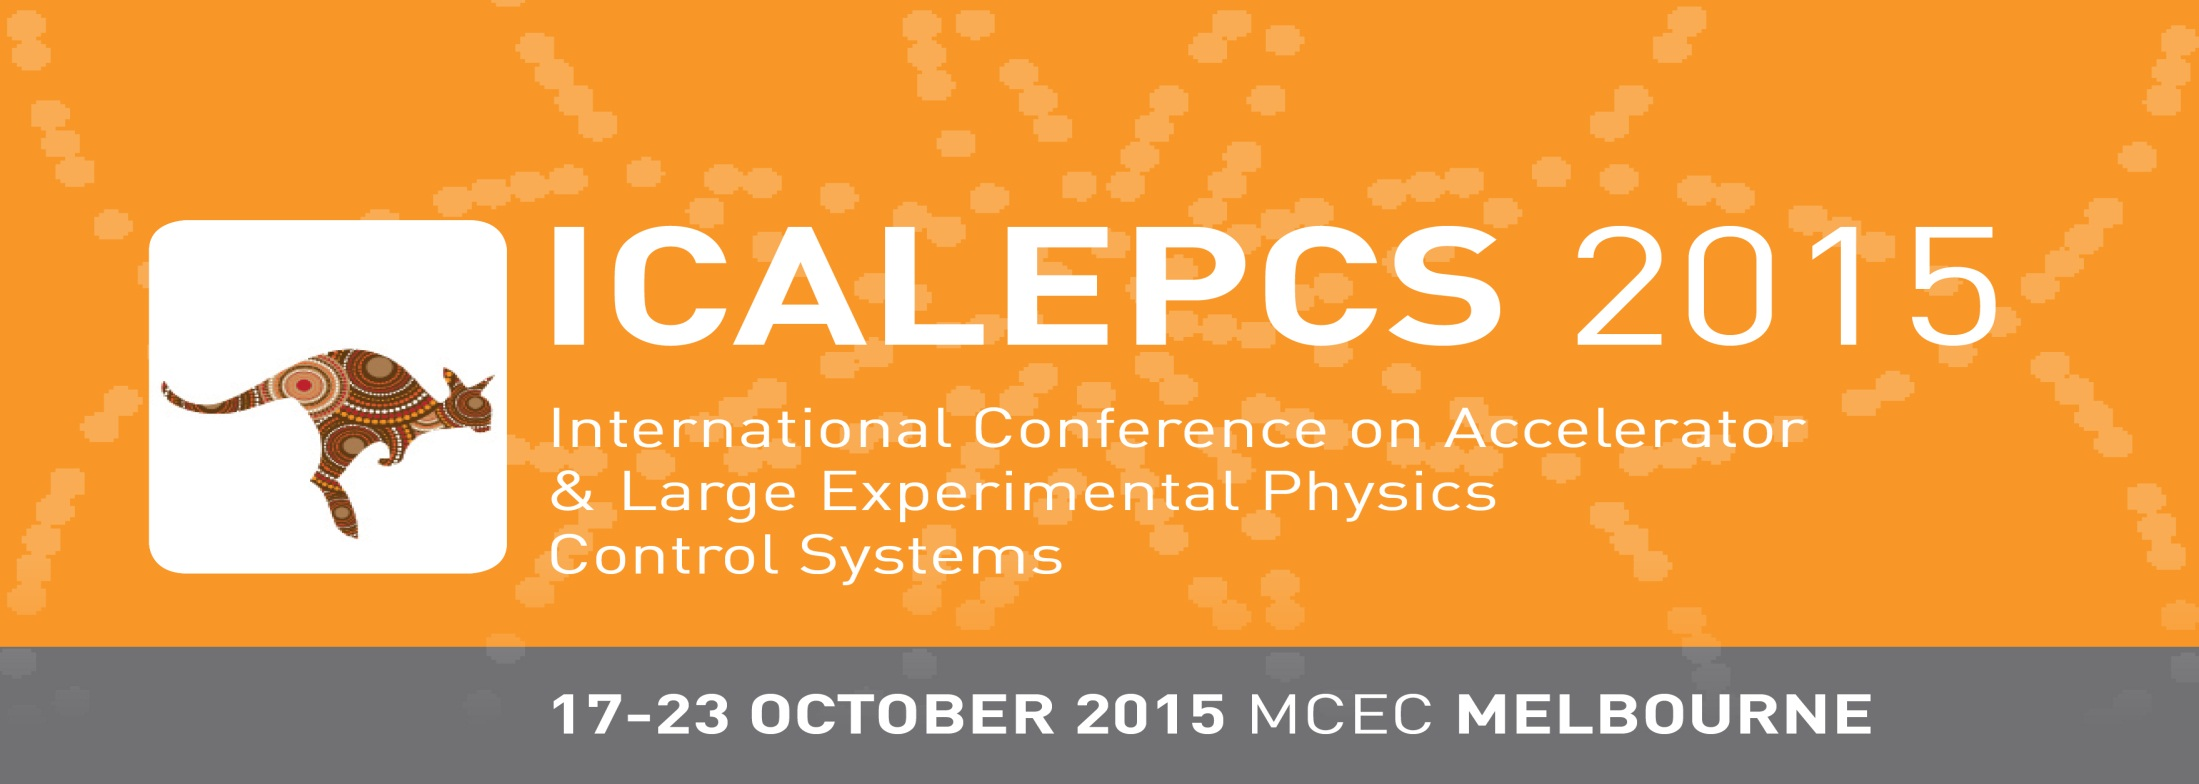 ICALEPCS 2015
International Conference on Accelerator
& Large Experimental Physics
Control Systems
17-23 OCTOBER 2015 MCEC MELBOURNE